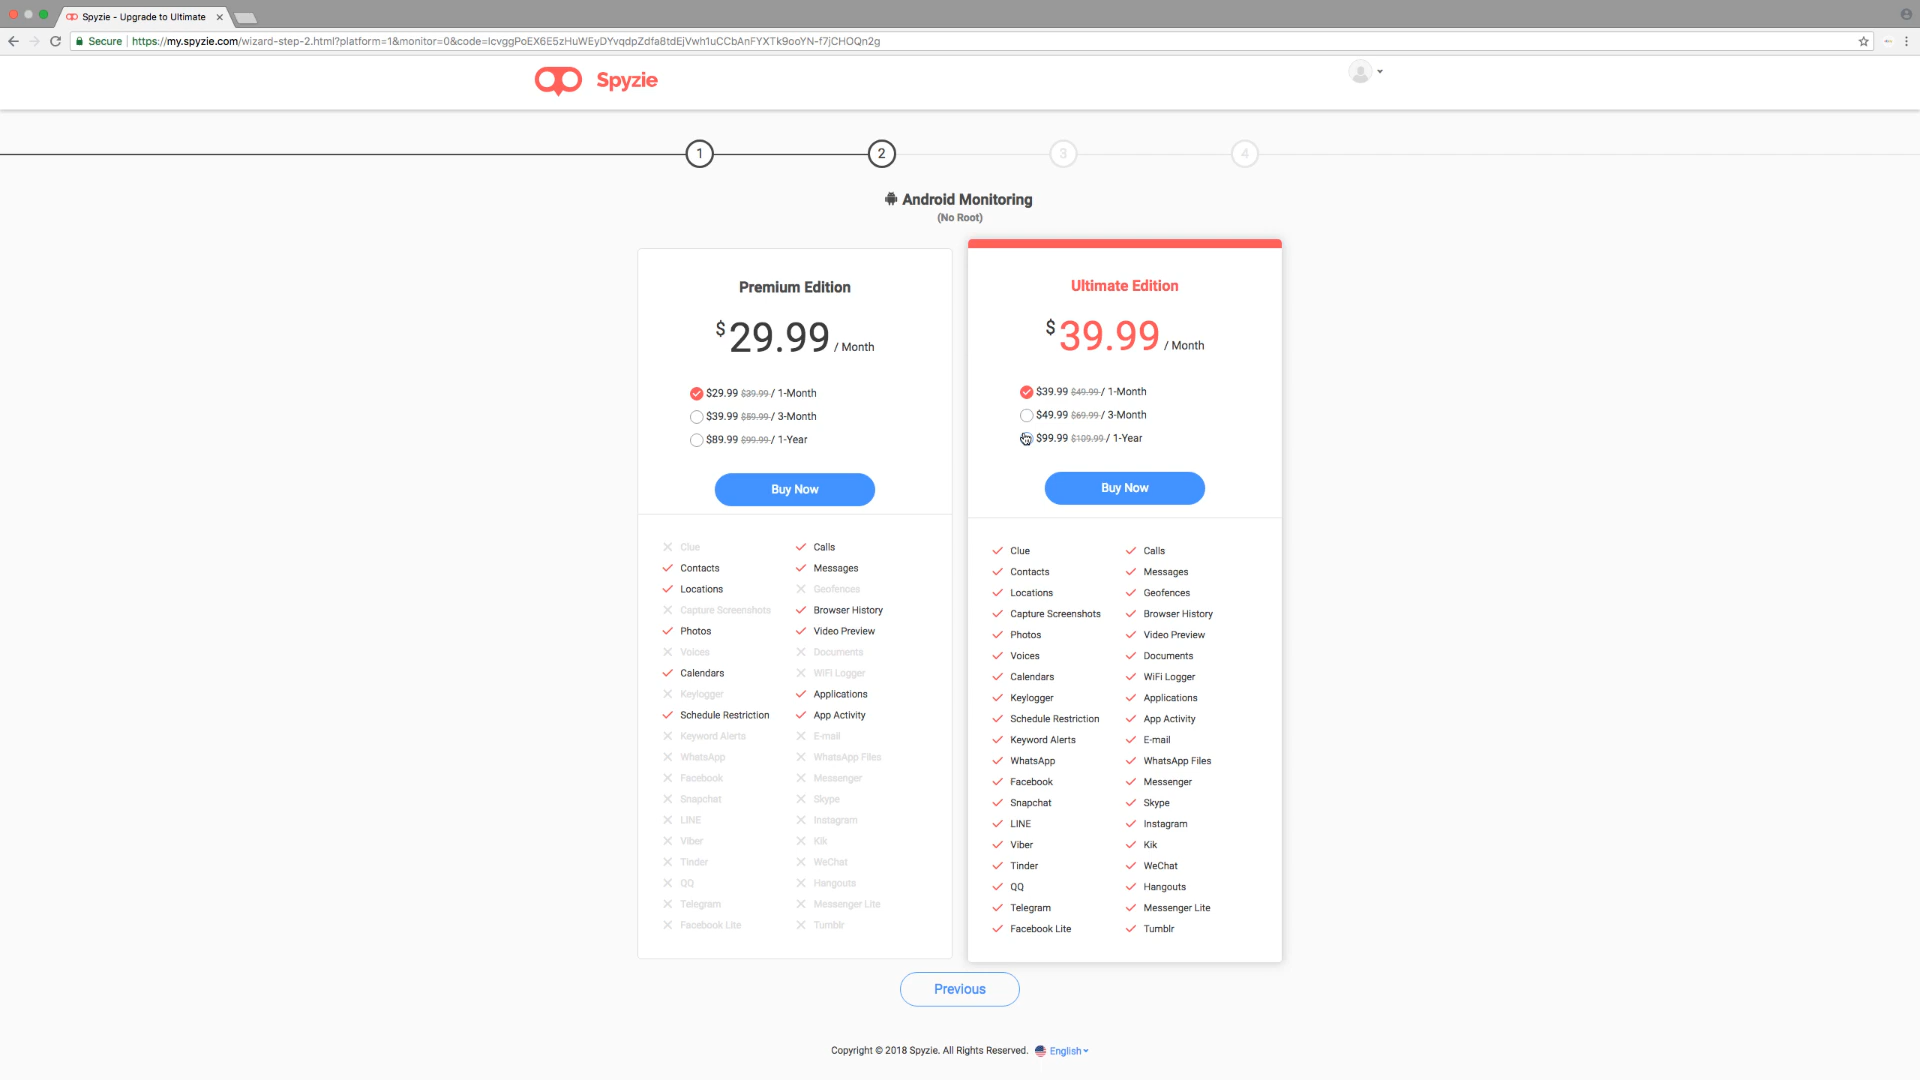 Spyzie - Upgrade to Ultimate
Secure https://my.spyzie.com/wizard-step-2.html?platform=1&monitor=0&code=IcvggPoEX6E5zHuWEyDYvqdpZdfa8tdEjVwh1uCCbAnFYXTk9ooYN-f7jCHOQn2g
Spyzie
1 2 3 4
Android Monitoring
(No Root)
Premium Edition
$29.99 / Month
$29.99 $39.99 / 1-Month
$39.99 $59.99 / 3-Month
$89.99 $99.99 / 1-Year
Buy Now
Clue Calls
Contacts Messages
Locations Geofences
Capture Screenshots Browser History
Photos Video Preview
Voices Documents
Calendars WiFi Logger
Keylogger Applications
Schedule Restriction App Activity
Keyword Alerts E-mail
WhatsApp WhatsApp Files
Facebook Messenger
Snapchat Skype
LINE Instagram
Viber Kik
Tinder WeChat
QQ Hangouts
Telegram Messenger Lite
Facebook Lite Tumblr
Ultimate Edition
$39.99 / Month
$39.99 $49.99 / 1-Month
$49.99 $69.99 / 3-Month
$99.99 $109.99 / 1-Year
Buy Now
Clue Calls
Contacts Messages
Locations Geofences
Capture Screenshots Browser History
Photos Video Preview
Voices Documents
Calendars WiFi Logger
Keylogger Applications
Schedule Restriction App Activity
Keyword Alerts E-mail
WhatsApp WhatsApp Files
Facebook Messenger
Snapchat Skype
LINE Instagram
Viber Kik
Tinder WeChat
QQ Hangouts
Telegram Messenger Lite
Facebook Lite Tumblr
Previous
Copyright © 2018 Spyzie. All Rights Reserved. English